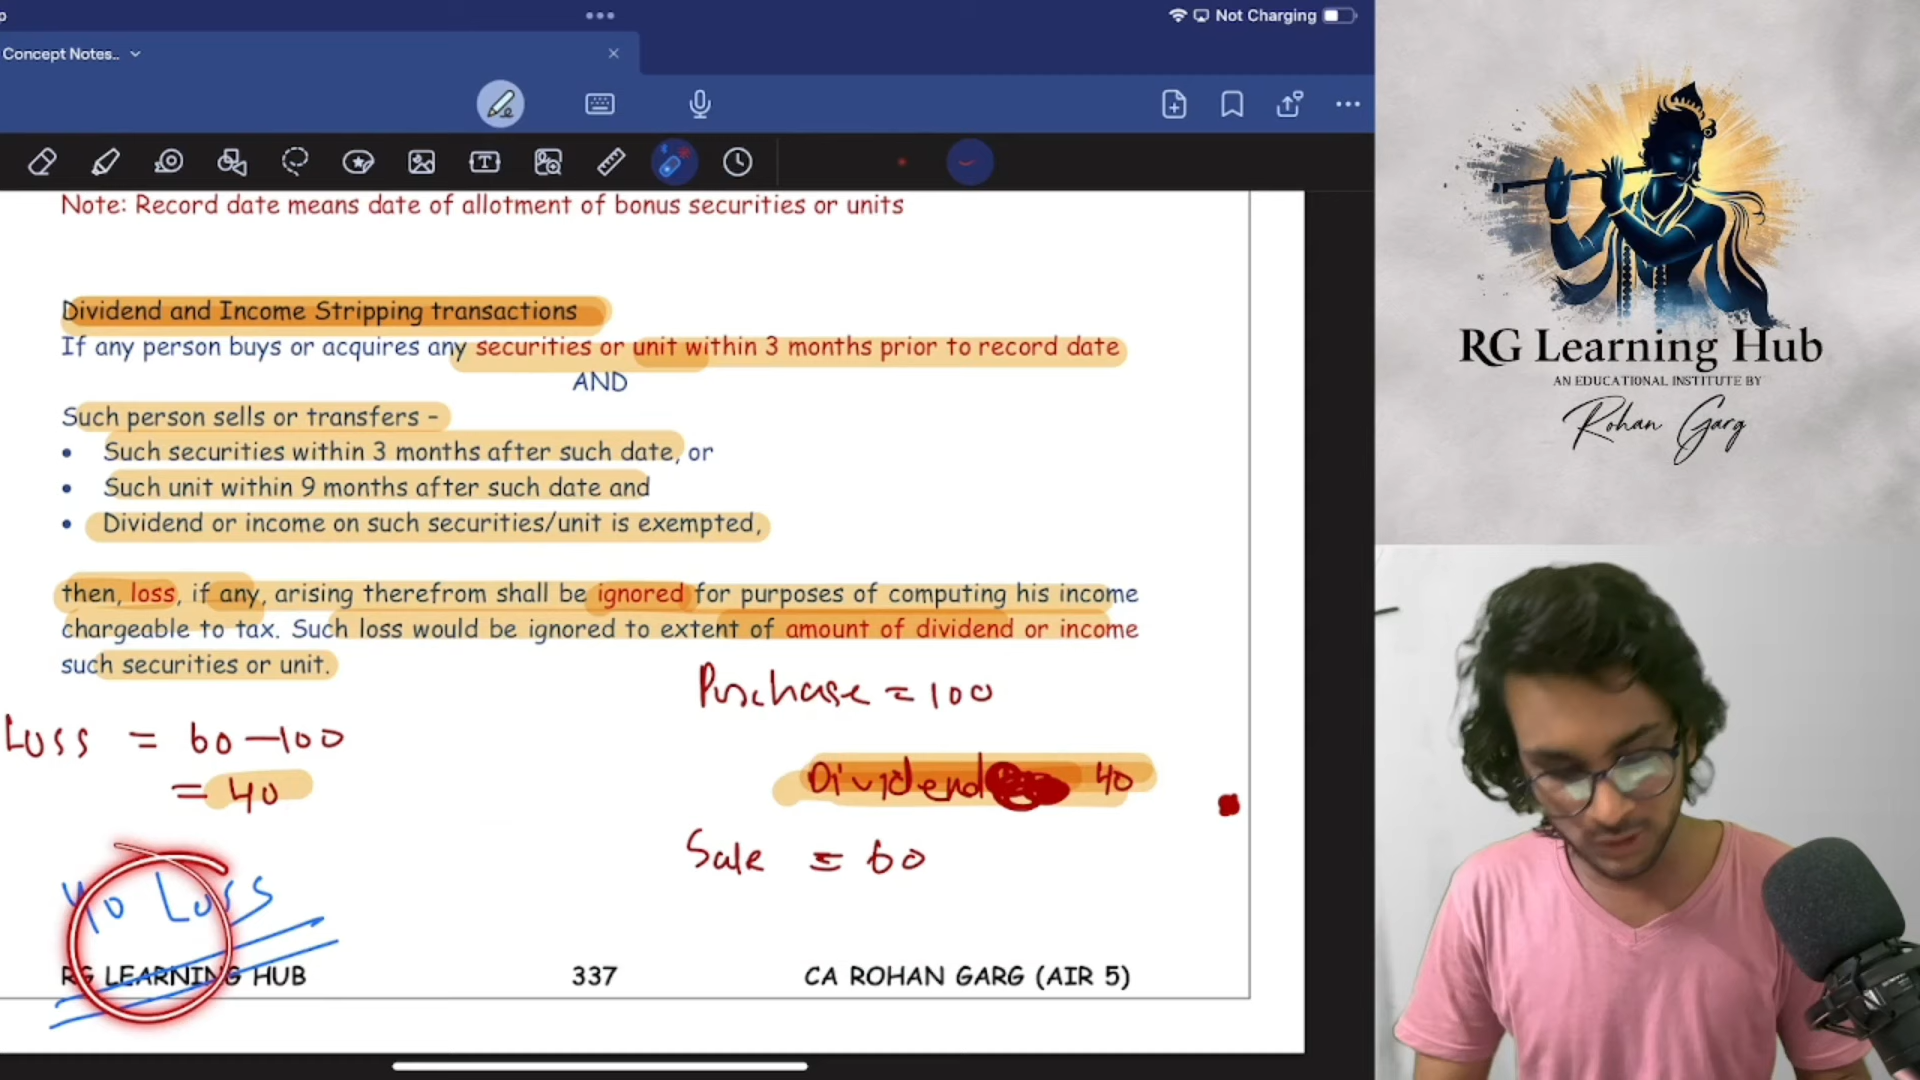 Not Charging
Concept Notes..
Note: Record date means date of allotment of bonus securities or units
Dividend and Income Stripping transactions
If any person buys or acquires any securities or unit within 3 months prior to record date
AND
Such person sells or transfers –
• Such securities within 3 months after such date, or
• Such unit within 9 months after such date and
• Dividend or income on such securities/unit is exempted,
then, loss, if any, arising therefrom shall be ignored for purposes of computing his income
chargeable to tax. Such loss would be ignored to extent of amount of dividend or income
such securities or unit.
Purchase = 100
Loss = 60 – 100
= 40
Dividend 40
Sale = 60
40 Loss
RG LEARNING HUB 337 CA ROHAN GARG (AIR 5)
RG Learning Hub
AN EDUCATIONAL INSTITUTE BY
Rohan Garg